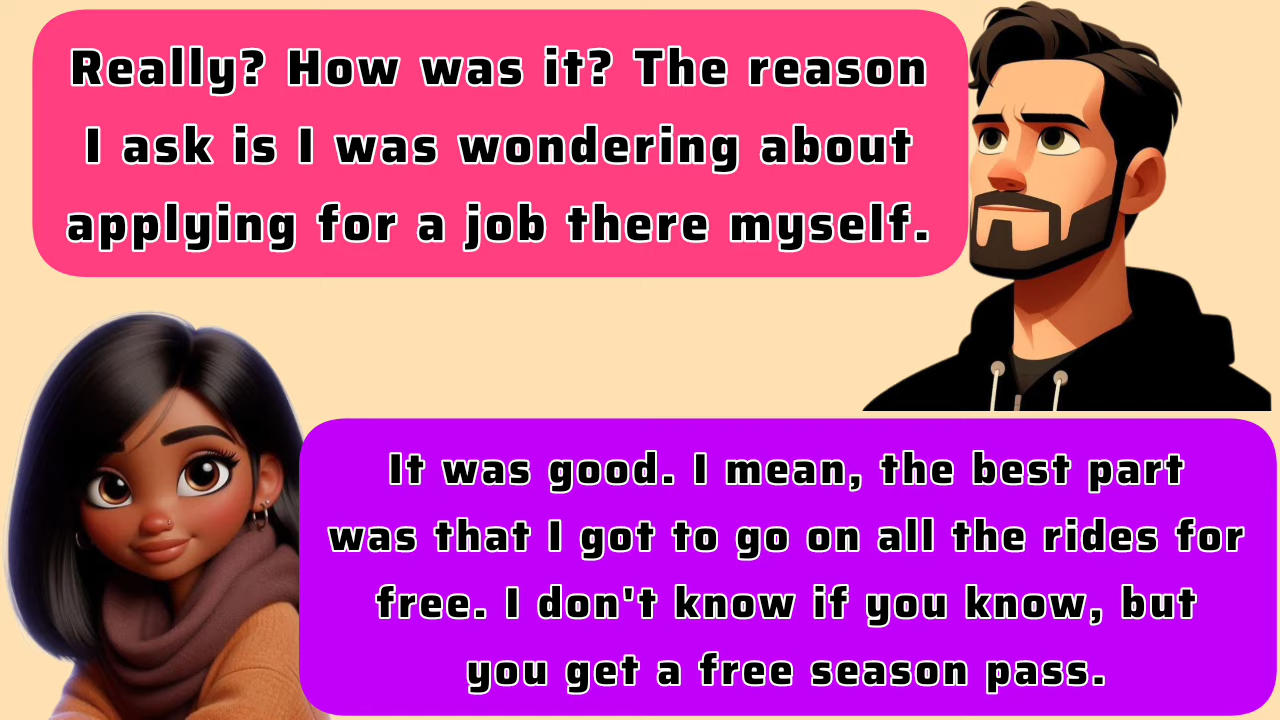 Really? How was it? The reason
I ask is I was wondering about
applying for a job there myself.
It was good. I mean, the best part
was that I got to go on all the rides for
free. I don't know if you know, but
you get a free season pass.